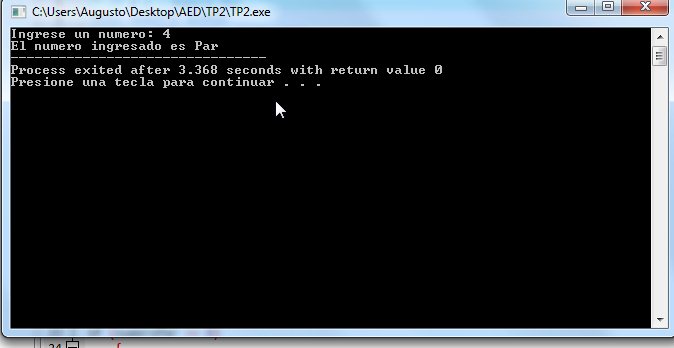 C:\Users\Augusto\Desktop\AED\TP2\TP2.exe
Ingrese un numero: 4
El numero ingresado es Par
--------------------------------
Process exited after 3.368 seconds with return value 0
Presione una tecla para continuar . . .